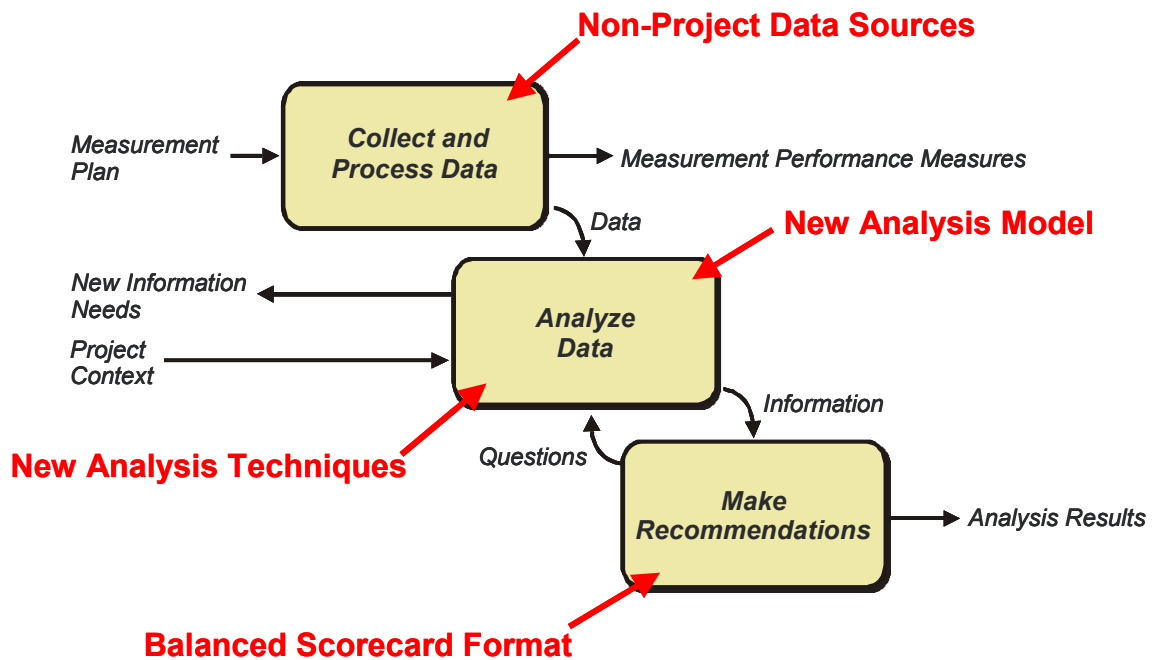 Non-Project Data Sources
Collect and
Process Data
Measurement
Plan
Measurement Performance Measures
Data
New Analysis Model
New Information
Needs
Analyze
Data
Project
Context
Information
New Analysis Techniques
Questions
Make
Recommendations
Analysis Results
Balanced Scorecard Format